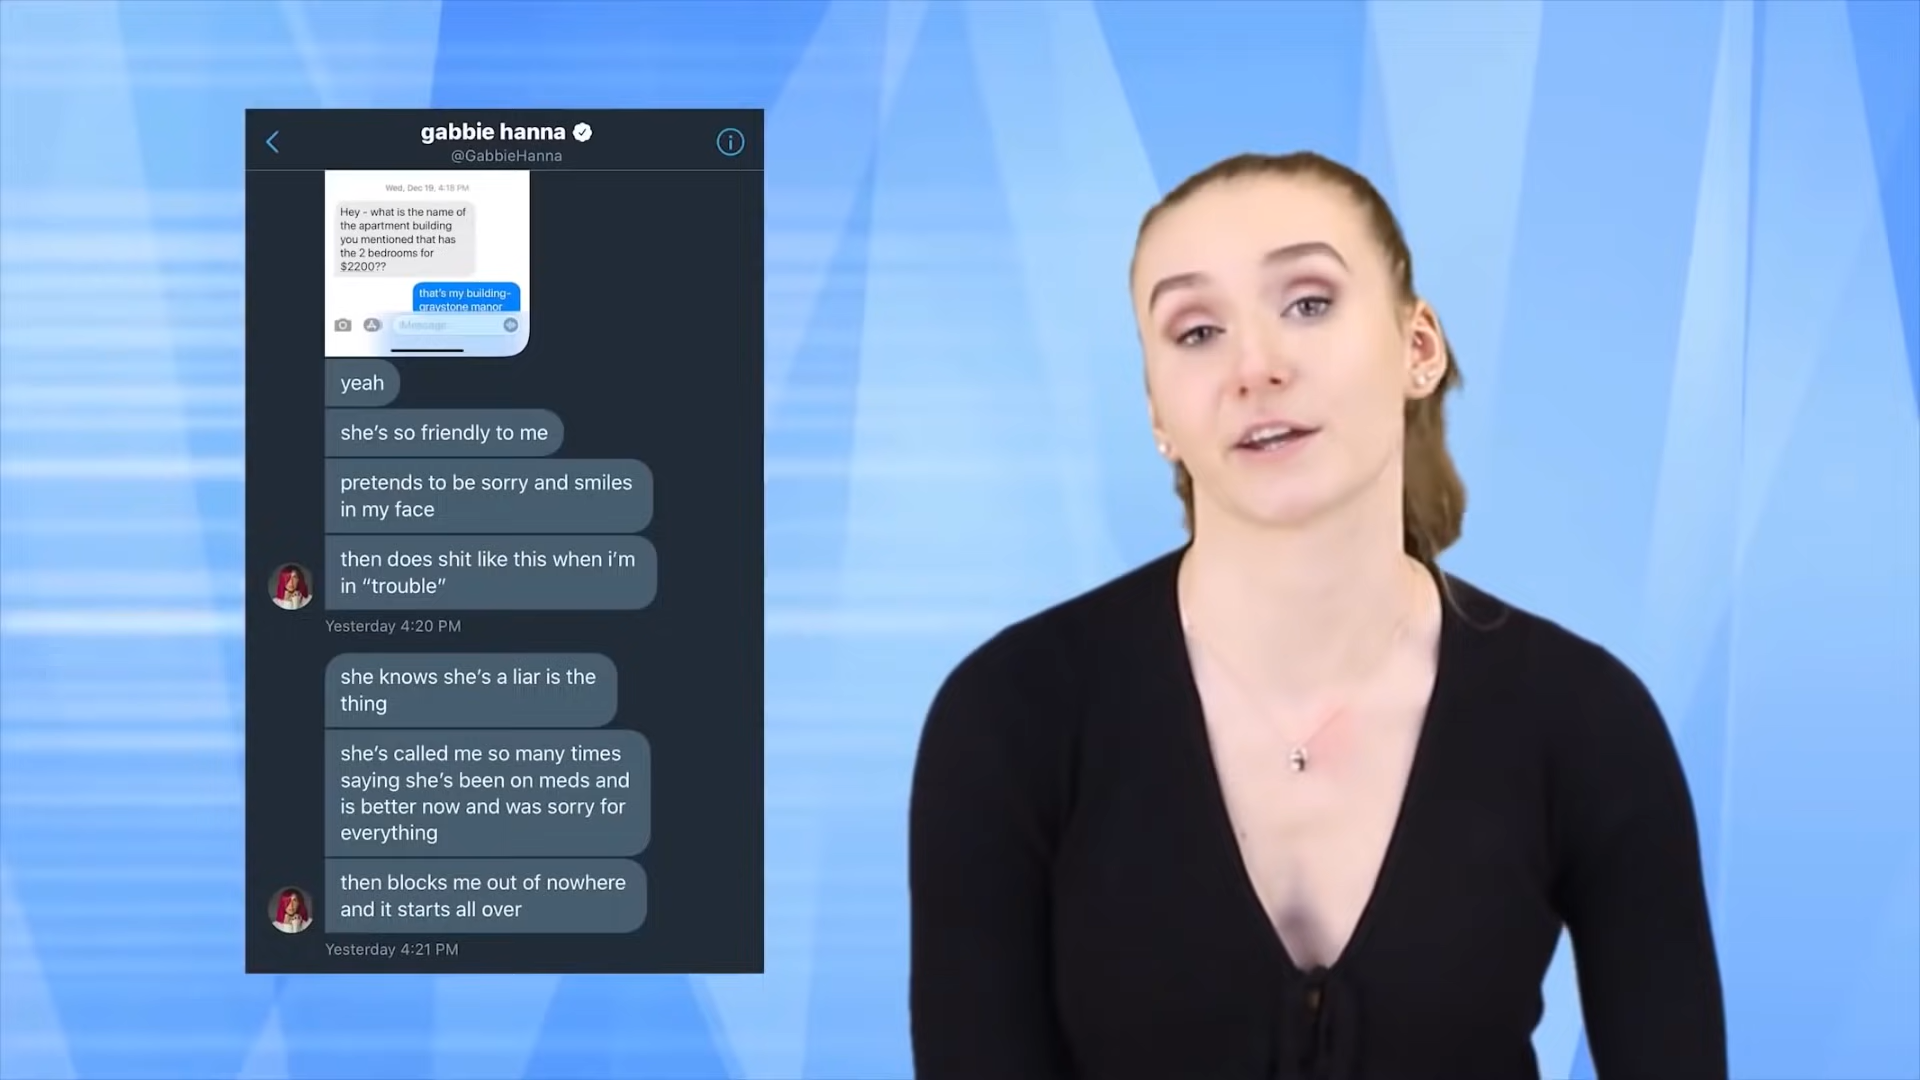 gabbie hanna
@GabbieHanna
Wed, Dec 19, 4:18 PM
Hey - what is the name of
the apartment building
you mentioned that has
the 2 bedrooms for
$2200??
that's my building-
graystone manor
iMessage
yeah
she's so friendly to me
pretends to be sorry and smiles
in my face
then does shit like this when i'm
in “trouble”
Yesterday 4:20 PM
she knows she's a liar is the
thing
she's called me so many times
saying she's been on meds and
is better now and was sorry for
everything
then blocks me out of nowhere
and it starts all over
Yesterday 4:21 PM